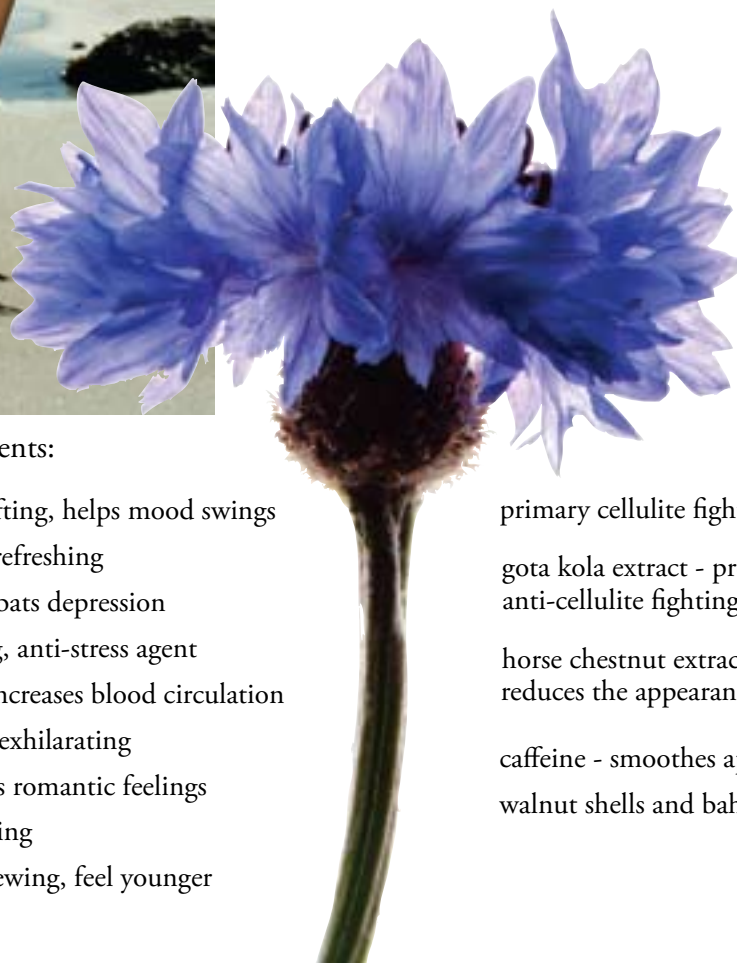 ents:
fting, helps mood swings
refreshing
bats depression
g, anti-stress agent
ncreases blood circulation
exhilarating
s romantic feelings
ing
ewing, feel younger
primary cellulite figh
gota kola extract - pr
anti-cellulite fighting
horse chestnut extrac
reduces the appearan
caffeine - smoothes a
walnut shells and bah